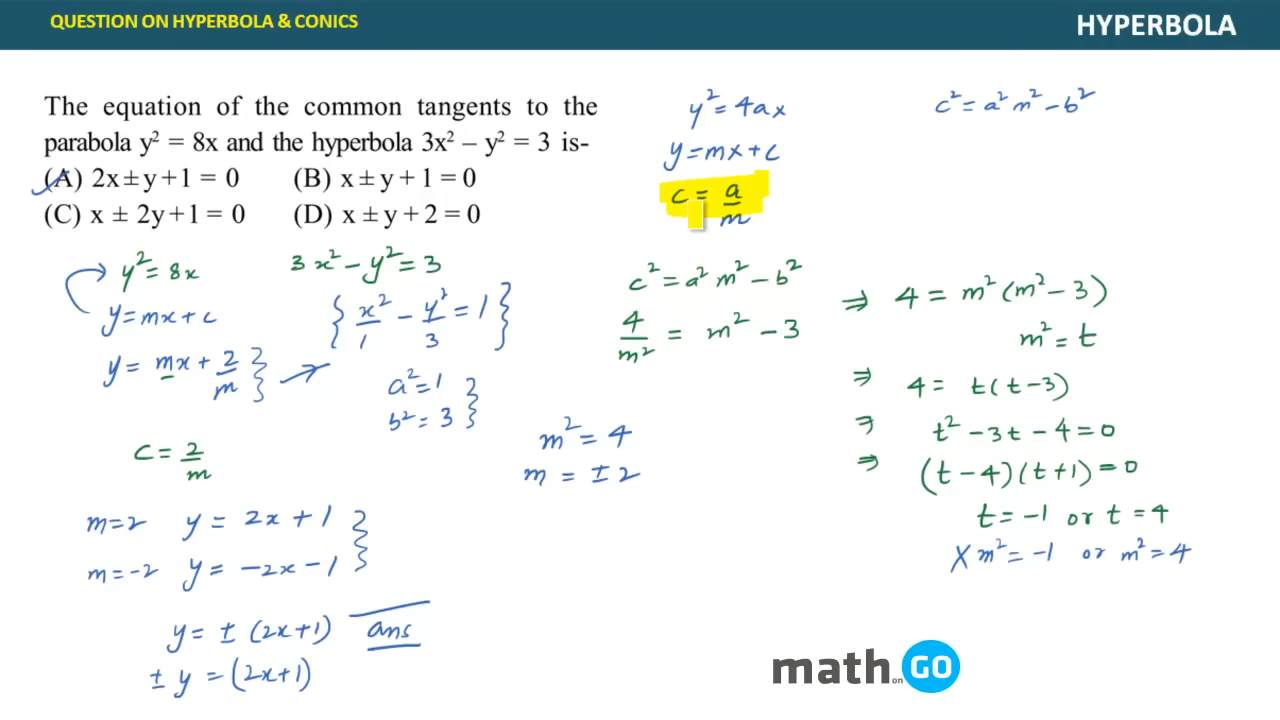 QUESTION ON HYPERBOLA & CONICS
HYPERBOLA
The equation of the common tangents to the
parabola y² = 8x and the hyperbola 3x² – y² = 3 is-
(A) 2x ± y + 1 = 0 (B) x ± y + 1 = 0
(C) x ± 2y + 1 = 0 (D) x ± y + 2 = 0
y² = 4ax
y = mx + c
c = a/m
c² = a²m² - b²
y² = 8x
y = mx + c
y = mx + 2/m
c = 2/m
3x² - y² = 3
{ x²/1 - y²/3 = 1 }
a² = 1
b² = 3
c² = a²m² - b²
4/m² = m² - 3
m² = 4
m = ± 2
⇒ 4 = m² (m² - 3)
m² = t
⇒ 4 = t(t - 3)
⇒ t² - 3t - 4 = 0
⇒ (t - 4)(t + 1) = 0
t = -1 or t = 4
X m² = -1 or m² = 4
m = 2 y = 2x + 1
m = -2 y = -2x - 1
y = ± (2x+1) ans
± y = (2x+1)
math on GO